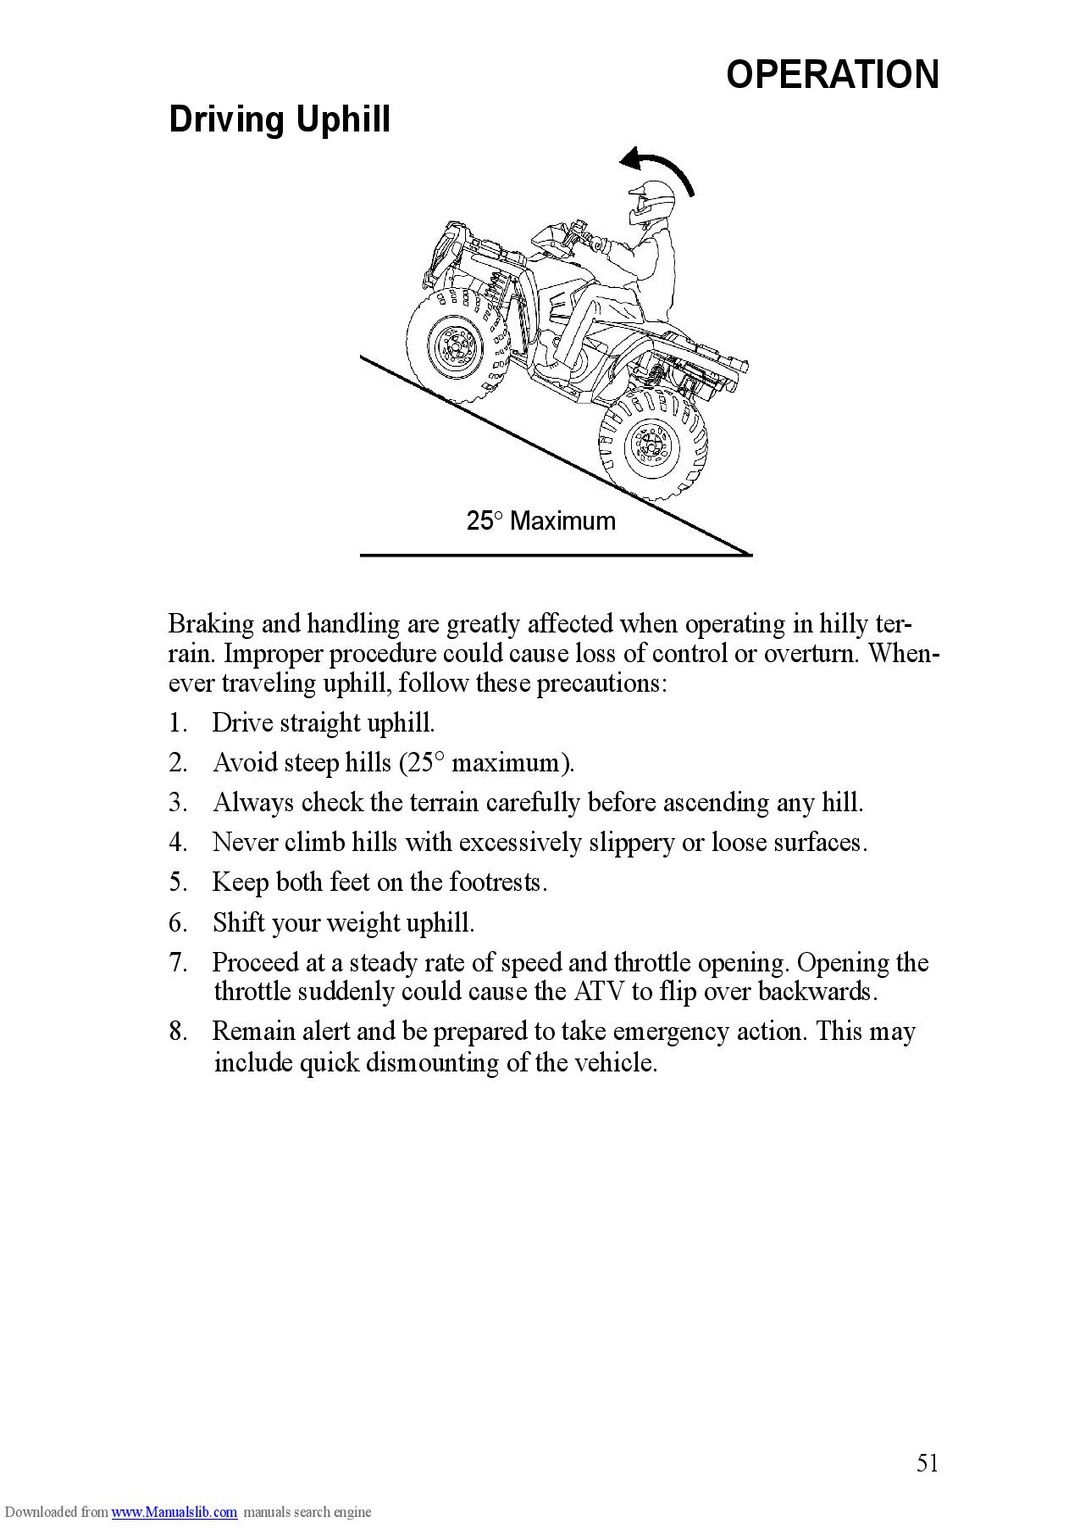 OPERATION
Driving Uphill
25° Maximum
Braking and handling are greatly affected when operating in hilly ter-
rain. Improper procedure could cause loss of control or overturn. When-
ever traveling uphill, follow these precautions:
1. Drive straight uphill.
2. Avoid steep hills (25° maximum).
3. Always check the terrain carefully before ascending any hill.
4. Never climb hills with excessively slippery or loose surfaces.
5. Keep both feet on the footrests.
6. Shift your weight uphill.
7. Proceed at a steady rate of speed and throttle opening. Opening the
throttle suddenly could cause the ATV to flip over backwards.
8. Remain alert and be prepared to take emergency action. This may
include quick dismounting of the vehicle.
51
Downloaded from www.Manualslib.com manuals search engine